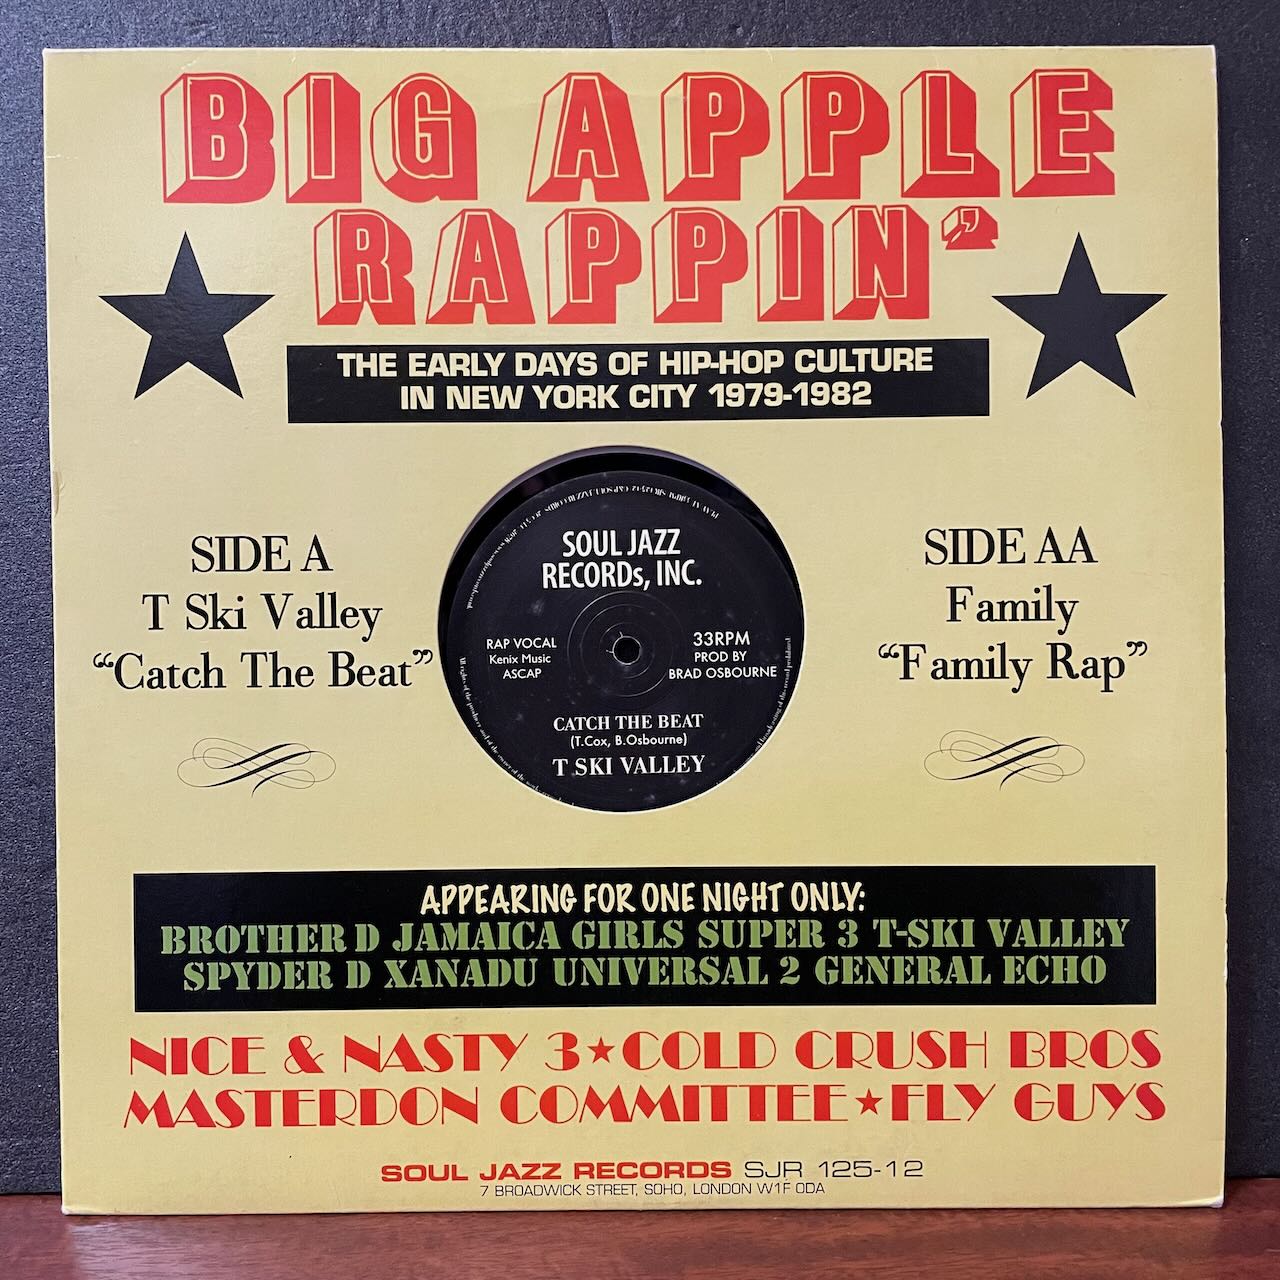 BIG APPLE
RAPPIN'
THE EARLY DAYS OF HIP-HOP CULTURE
IN NEW YORK CITY 1979-1982
SIDE A
T Ski Valley
“Catch The Beat”
SOUL JAZZ
RECORDs, INC.
RAP VOCAL
Kenix Music
ASCAP
33RPM
PROD BY
BRAD OSBOURNE
CATCH THE BEAT
(T.Cox, B.Osbourne)
T SKI VALLEY
SIDE AA
Family
“Family Rap”
APPEARING FOR ONE NIGHT ONLY:
BROTHER D JAMAICA GIRLS SUPER 3 T-SKI VALLEY
SPYDER D XANADU UNIVERSAL 2 GENERAL ECHO
NICE & NASTY 3★COLD CRUSH BROS
MASTERDON COMMITTEE★FLY GUYS
SOUL JAZZ RECORDS SJR 125-12
7 BROADWICK STREET, SOHO, LONDON W1F 0DA